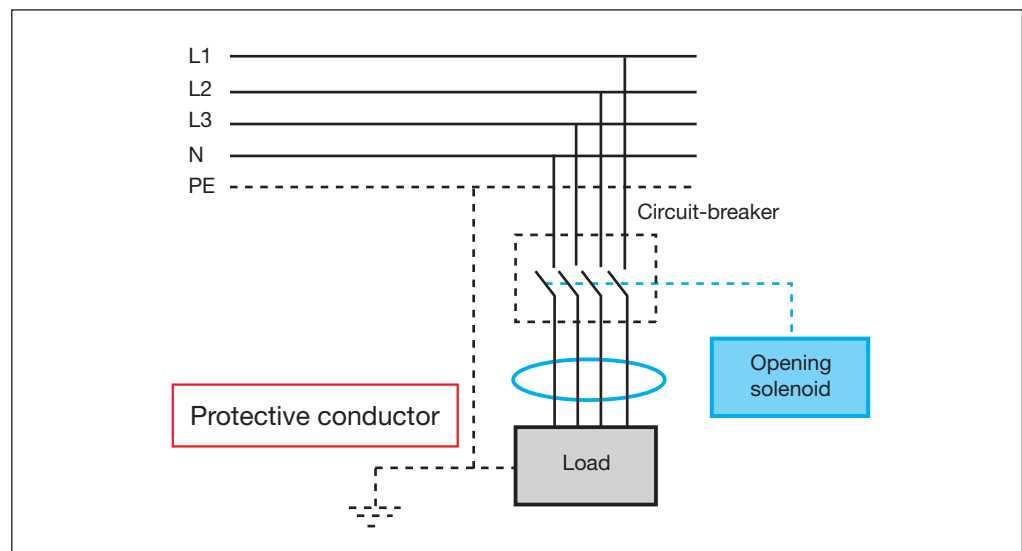 L1
L2
L3
N
PE
Circuit-breaker
Opening
solenoid
Protective conductor
Load